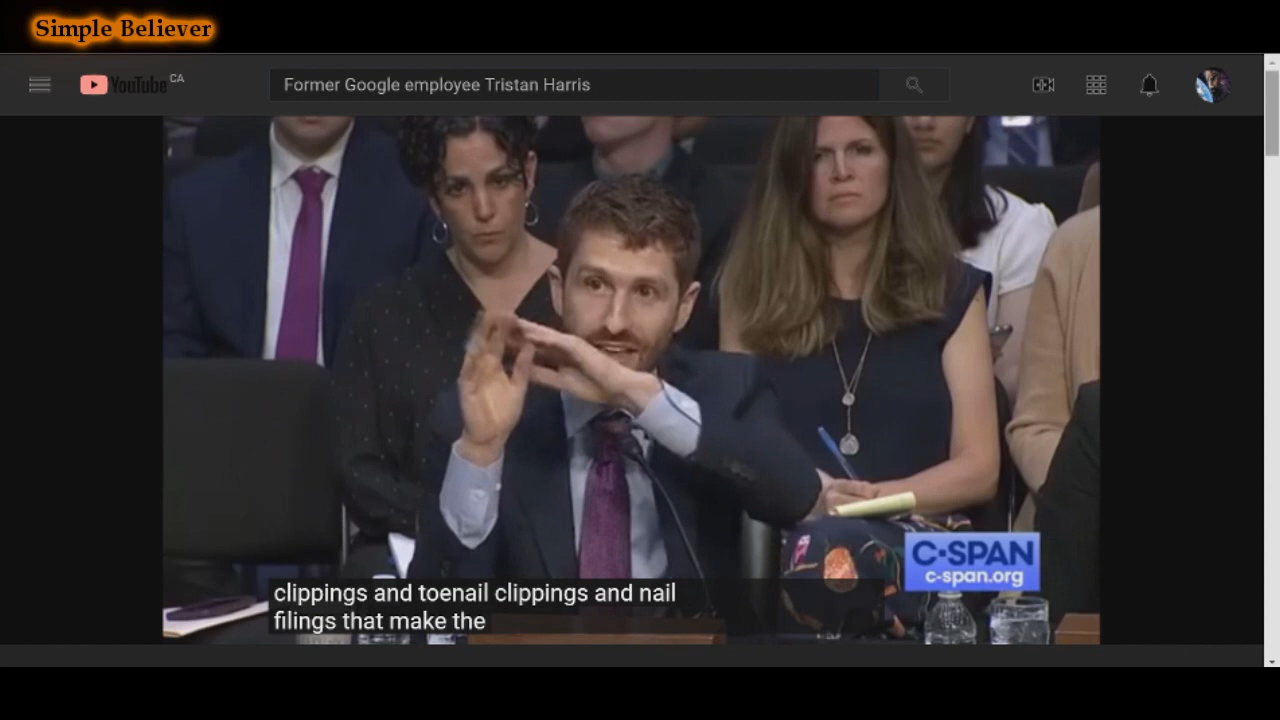 Simple Believer
YouTube CA
Former Google employee Tristan Harris
C-SPAN
c-span.org
clippings and toenail clippings and nail
filings that make the